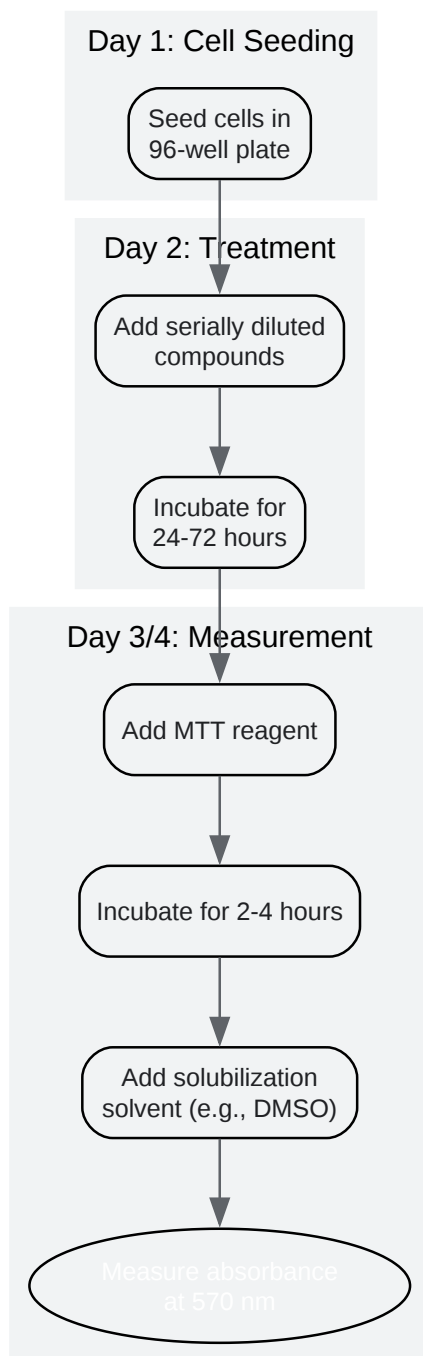 Day 1: Cell Seeding
Seed cells in
96-well plate
Day 2: Treatment
Add serially diluted
compounds
Incubate for
24-72 hours
Day 3/4: Measurement
Add MTT reagent
Incubate for 2-4 hours
Add solubilization
solvent (e.g., DMSO)
Measure absorbance
at 570 nm